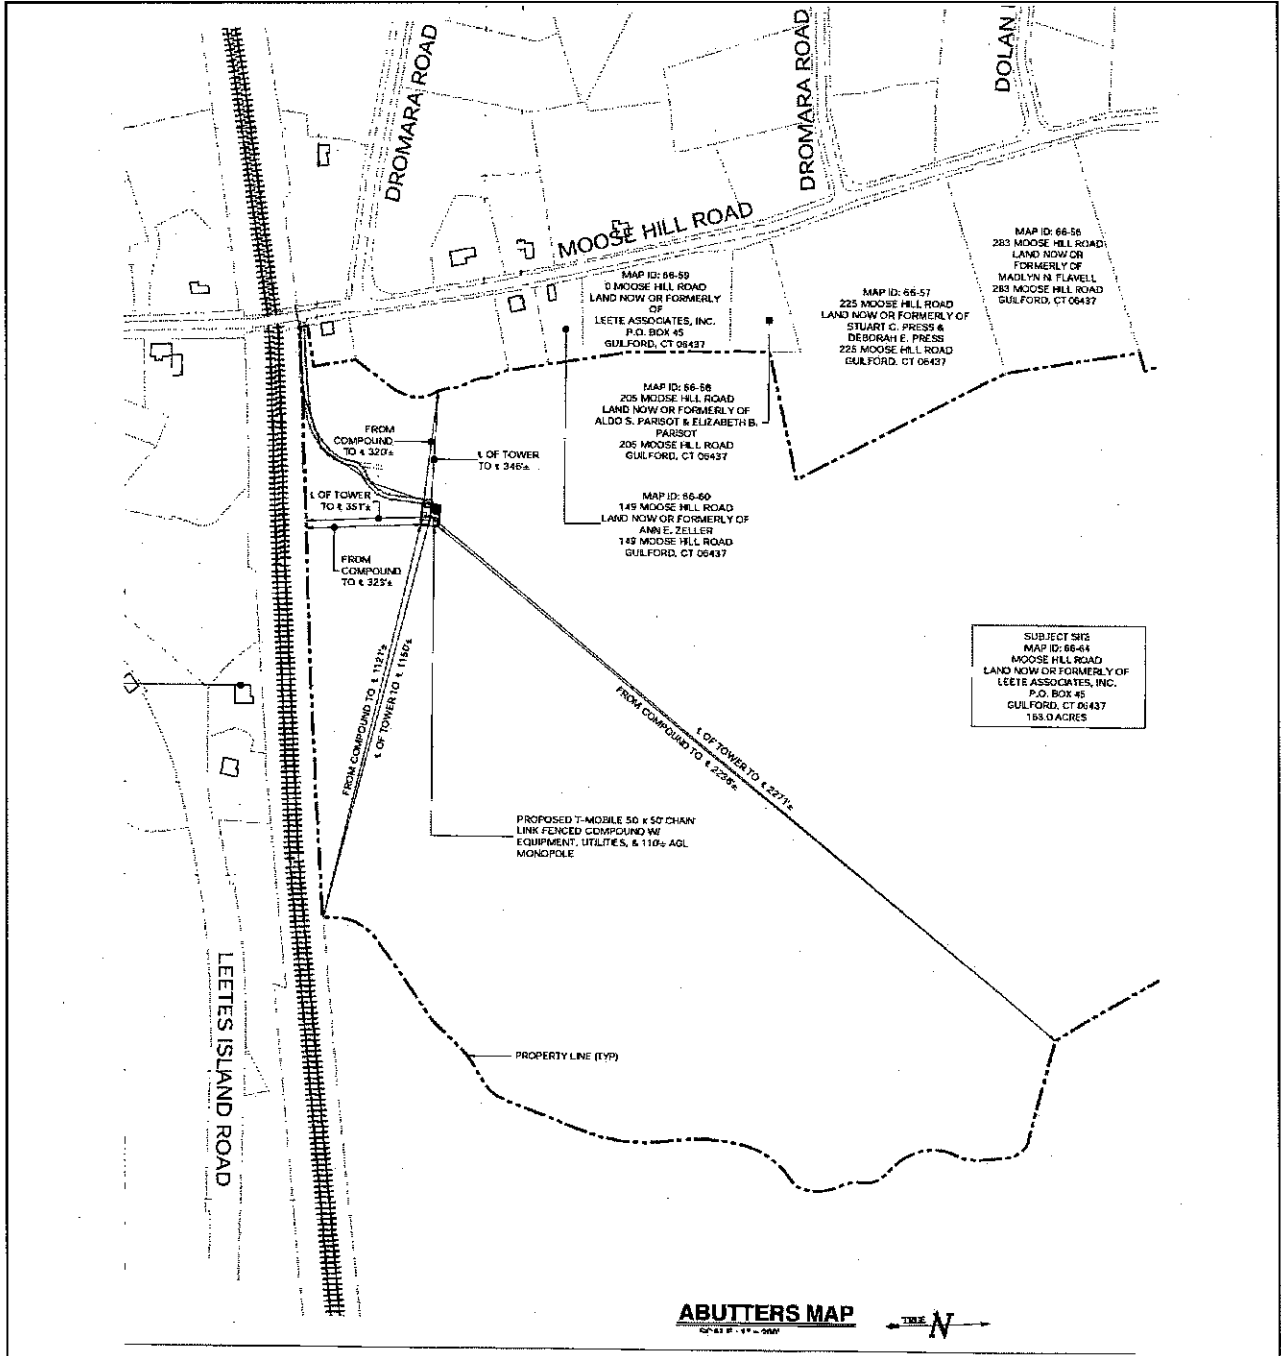 DROMARA ROAD
DROMARA ROAD
DOLAN
MOOSE HILL ROAD
MAP ID: 66-56
283 MOOSE HILL ROAD
LAND NOW OR
FORMERLY OF
MADLYN N. FLAVELL
283 MOOSE HILL ROAD
GUILFORD, CT 06437
MAP ID: 66-59
0 MOOSE HILL ROAD
LAND NOW OR FORMERLY
OF
LEETE ASSOCIATES, INC.
P.O. BOX 45
GUILFORD, CT 06437
MAP ID: 66-57
225 MOOSE HILL ROAD
LAND NOW OR FORMERLY OF
STUART C. PRESS &
DEBORAH E. PRESS
225 MOOSE HILL ROAD
GUILFORD, CT 06437
MAP ID: 66-58
205 MOOSE HILL ROAD
LAND NOW OR FORMERLY OF
ALDO S. PARISOT & ELIZABETH B.
PARISOT
205 MOOSE HILL ROAD
GUILFORD, CT 06437
FROM
COMPOUND
TO ℄ 320'±
℄ OF TOWER
TO ℄ 346'±
℄ OF TOWER
TO ℄ 351'±
FROM
COMPOUND
TO ℄ 323'±
MAP ID: 66-60
149 MOOSE HILL ROAD
LAND NOW OR FORMERLY OF
ANN E. ZELLER
149 MOOSE HILL ROAD
GUILFORD, CT 06437
SUBJECT SITE
MAP ID: 66-64
MOOSE HILL ROAD
LAND NOW OR FORMERLY OF
LEETE ASSOCIATES, INC.
P.O. BOX 45
GUILFORD, CT 06437
163.0 ACRES
FROM COMPOUND TO ℄ 1121'±
℄ OF TOWER TO ℄ 1150'±
℄ OF TOWER TO ℄ 2271'±
FROM COMPOUND TO ℄ 2236'±
PROPOSED T-MOBILE 50 x 50' CHAIN
LINK FENCED COMPOUND W/
EQUIPMENT, UTILITIES, & 110'± AGL
MONOPOLE
LEETES ISLAND ROAD
PROPERTY LINE (TYP)
ABUTTERS MAP
SCALE : 1" = 200'
TRUE N